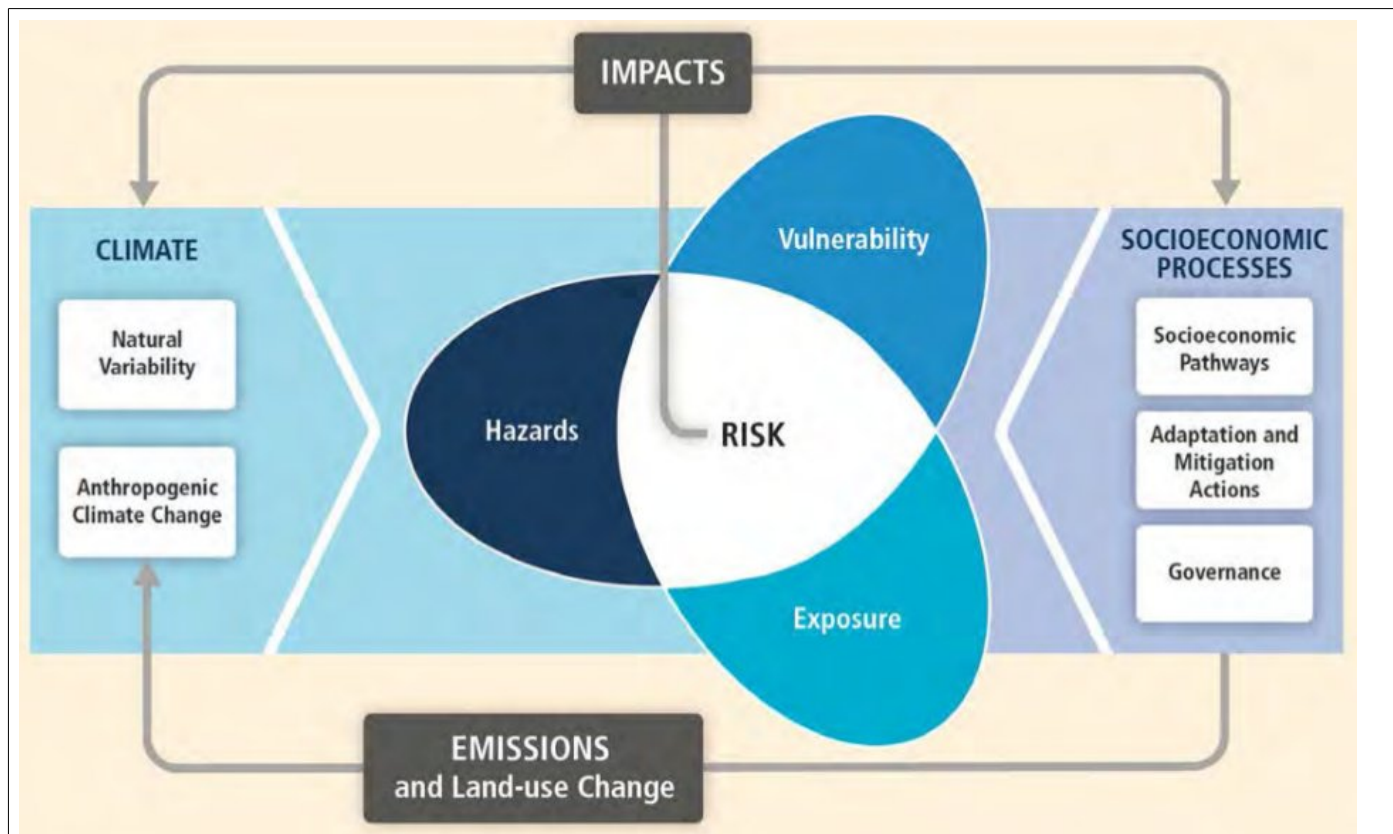 IMPACTS
CLIMATE
Natural
Variability
Anthropogenic
Climate Change
Vulnerability
Hazards
RISK
Exposure
SOCIOECONOMIC
PROCESSES
Socioeconomic
Pathways
Adaptation and
Mitigation
Actions
Governance
EMISSIONS
and Land-use Change